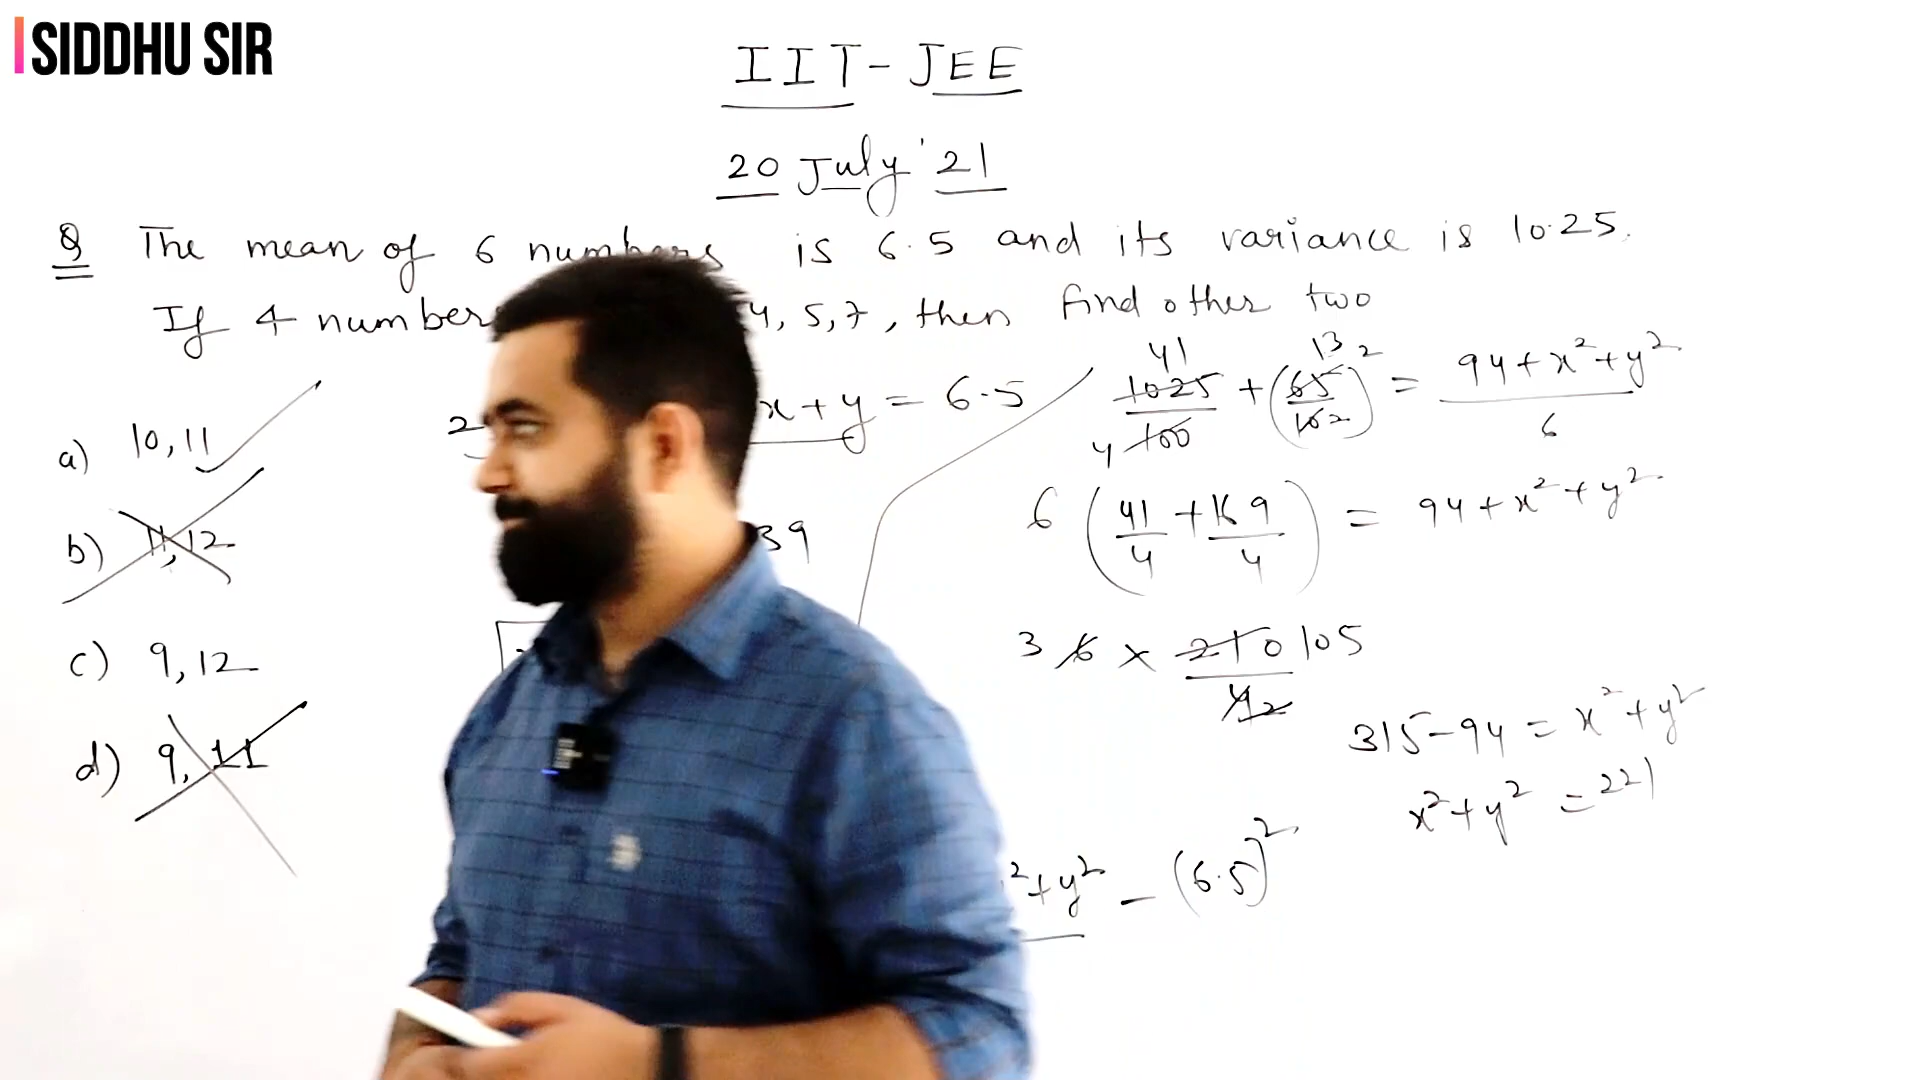 SIDDHU SIR
IIT-JEE
20 July '21
Q The mean of 6 numbers is 6.5 and its variance is 10.25.
If 4 numbers 4, 5, 7, then find other two
a) 10, 11
b) 11, 12
c) 9, 12
d) 9, 11
2
x + y = 6.5
39
1025/100 + (65/10)² = 94 + x² + y² / 6
41 4 13 2
6 (41/4 + 169/4) = 94 + x² + y²
3 6 × 210/4 105
2
315 - 94 = x² + y²
x² + y² = 221
² + y² - (6.5)²